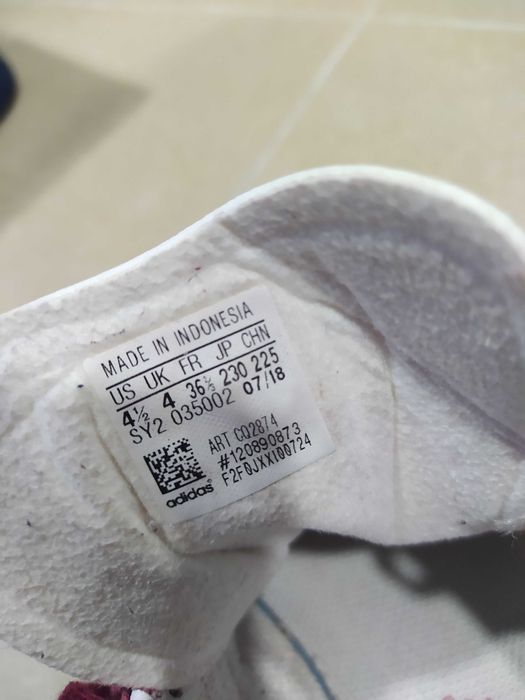 MADE IN INDONESIA
US UK FR JP CHN
4½ 4 36⅔ 230 225
SY2 035002 07/18
ART CQ2874
#120890873
F2FQJXXI00724
adidas